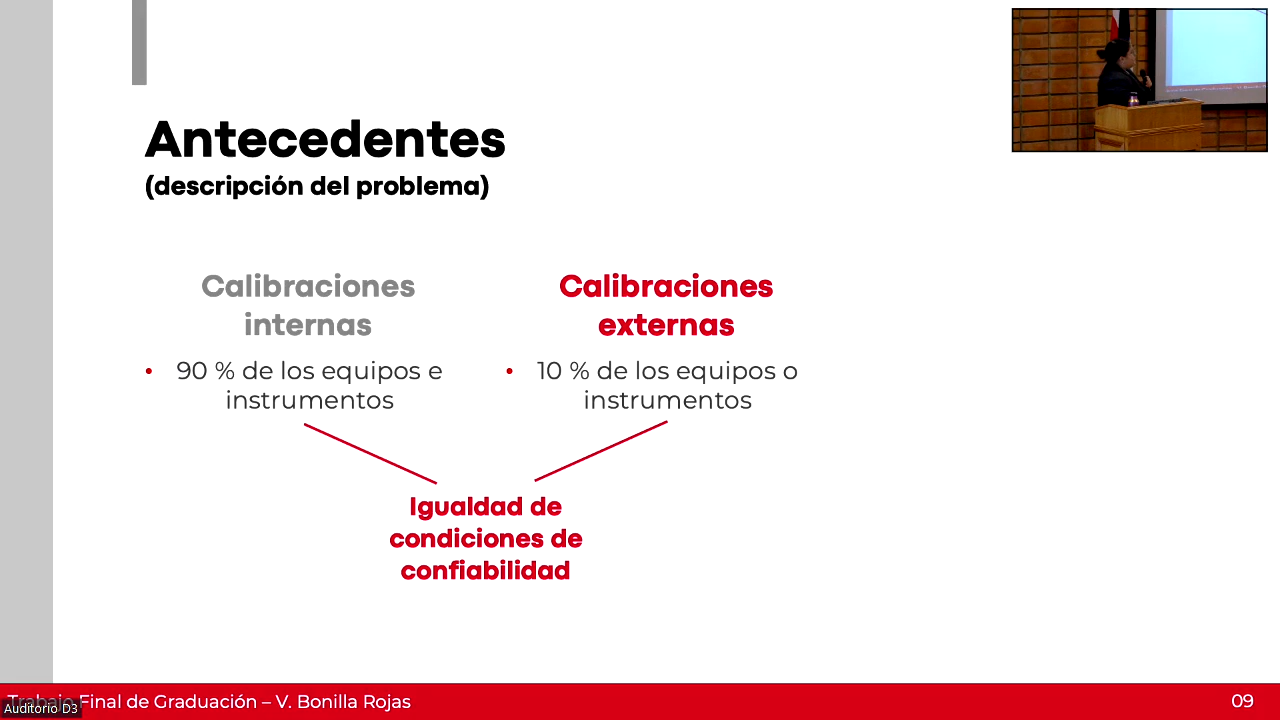 Antecedentes
(descripción del problema)
Calibraciones
internas
• 90 % de los equipos e
instrumentos
Calibraciones
externas
• 10 % de los equipos o
instrumentos
Igualdad de
condiciones de
confiabilidad
Trabajo Final de Graduación – V. Bonilla Rojas
09
Auditorio D3